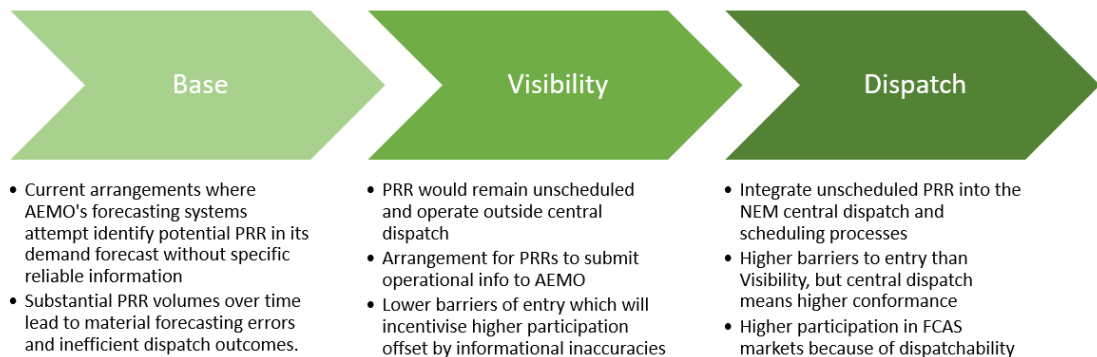 Base
Visibility
Dispatch
• Current arrangements where
AEMO's forecasting systems
attempt identify potential PRR in its
demand forecast without specific
reliable information
• Substantial PRR volumes over time
lead to material forecasting errors
and inefficient dispatch outcomes.
• PRR would remain unscheduled
and operate outside central
dispatch
• Arrangement for PRRs to submit
operational info to AEMO
• Lower barriers of entry which will
incentivise higher participation
offset by informational inaccuracies
• Integrate unscheduled PRR into the
NEM central dispatch and
scheduling processes
• Higher barriers to entry than
Visibility, but central dispatch
means higher conformance
• Higher participation in FCAS
markets because of dispatchability